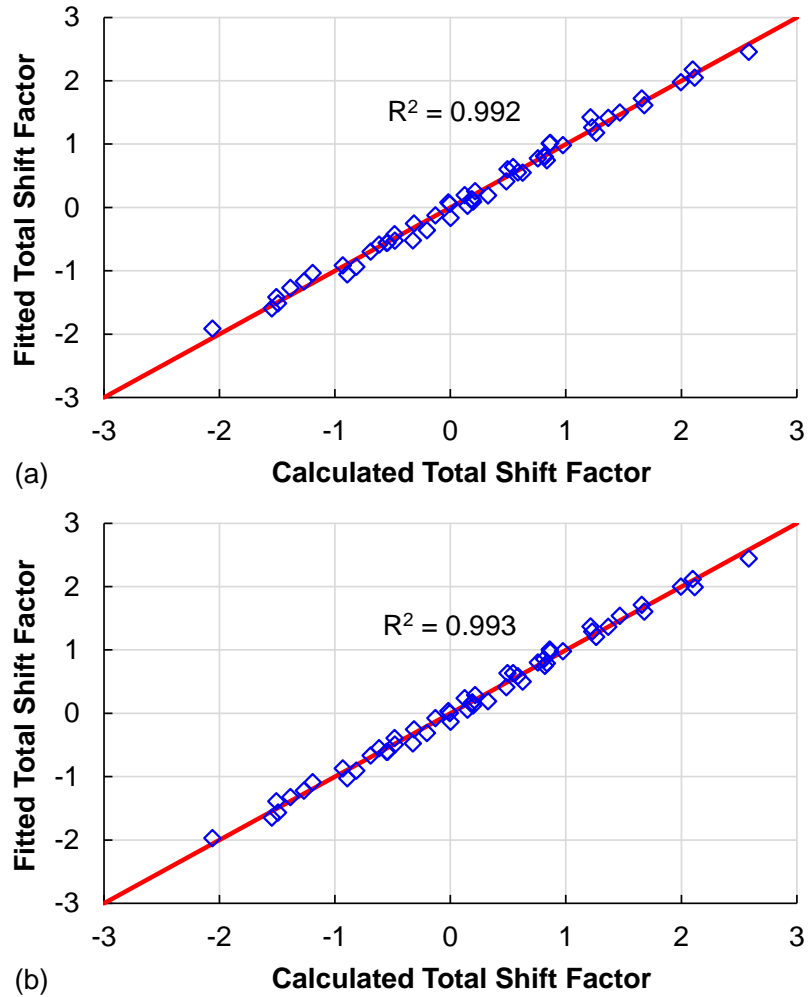 3
2
1
0
-1
-2
-3
Fitted Total Shift Factor
R² = 0.992
-3 -2 -1 0 1 2 3
(a) Calculated Total Shift Factor
3
2
1
0
-1
-2
-3
Fitted Total Shift Factor
R² = 0.993
-3 -2 -1 0 1 2 3
(b) Calculated Total Shift Factor